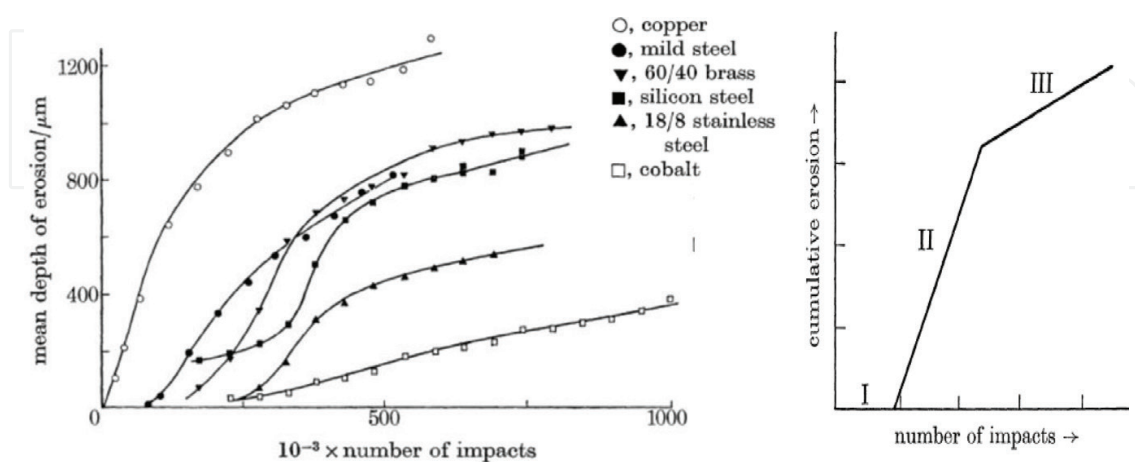 ○, copper
●, mild steel
▼, 60/40 brass
■, silicon steel
▲, 18/8 stainless
steel
□, cobalt
mean depth of erosion/μm
1200
800
400
0
500
1000
10⁻³ × number of impacts
cumulative erosion →
I
II
III
number of impacts →